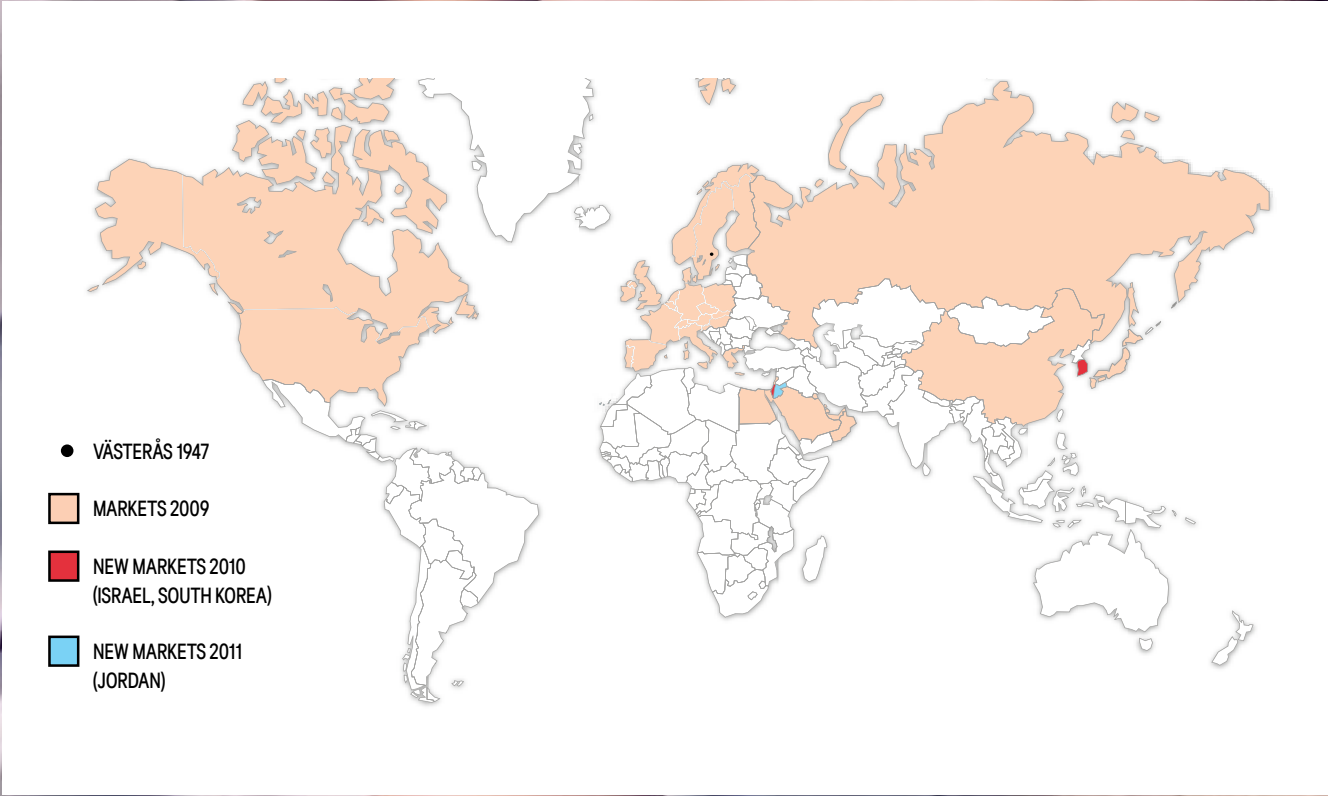 VÄSTERÅS 1947
MARKETS 2009
NEW MARKETS 2010
(ISRAEL, SOUTH KOREA)
NEW MARKETS 2011
(JORDAN)